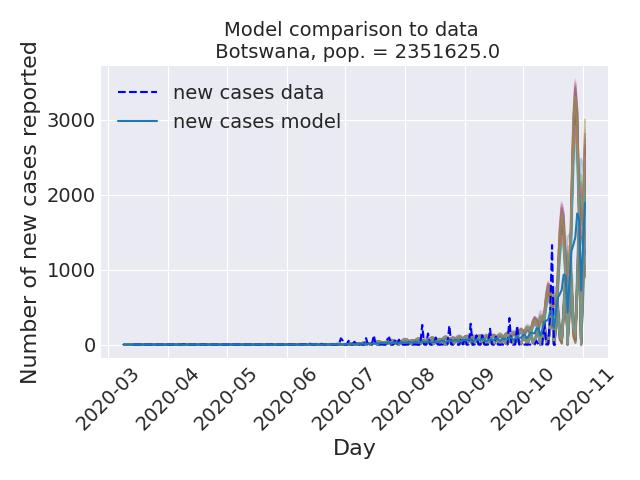 Model comparison to data
Botswana, pop. = 2351625.0
Number of new cases reported
new cases data
new cases model
3000
2000
1000
0
2020-03
2020-04
2020-05
2020-06
2020-07
2020-08
2020-09
2020-10
2020-11
Day